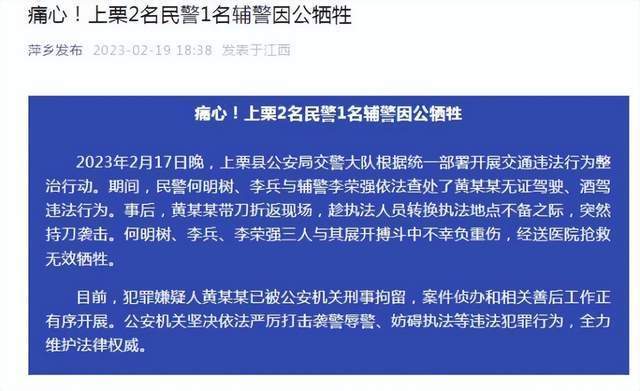 痛心！上栗2名民警1名辅警因公牺牲
萍乡发布 2023-02-19 18:38 发表于江西
痛心！上栗2名民警1名辅警因公牺牲
2023年2月17日晚，上栗县公安局交警大队根据统一部署开展交通违法行为整
治行动。期间，民警何明树、李兵与辅警李荣强依法查处了黄某某无证驾驶、酒驾
违法行为。事后，黄某某带刀折返现场，趁执法人员转换执法地点不备之际，突然
持刀袭击。何明树、李兵、李荣强三人与其展开搏斗中不幸负重伤，经送医院抢救
无效牺牲。
目前，犯罪嫌疑人黄某某已被公安机关刑事拘留，案件侦办和相关善后工作正
有序开展。公安机关坚决依法严厉打击袭警辱警、妨碍执法等违法犯罪行为，全力
维护法律权威。